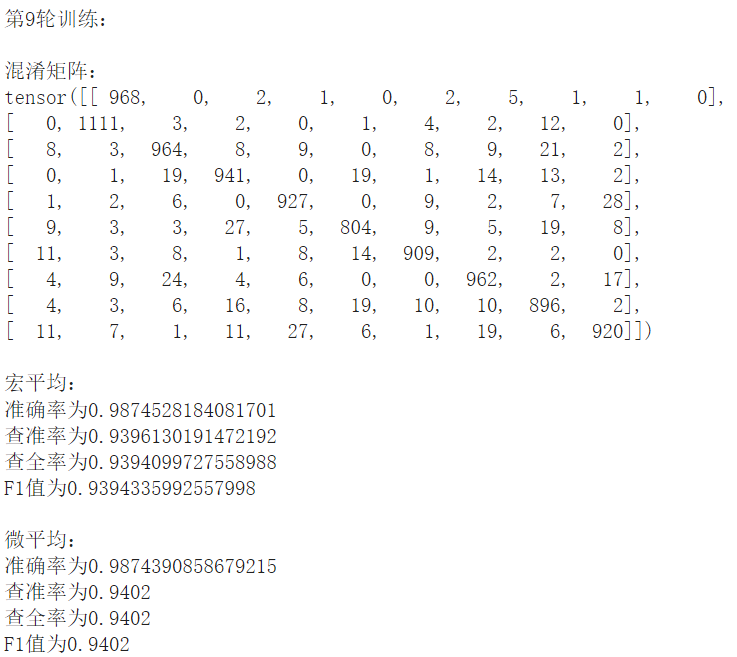 第9轮训练：
混淆矩阵：
tensor([[ 968, 0, 2, 1, 0, 2, 5, 1, 1, 0],
[ 0, 1111, 3, 2, 0, 1, 4, 2, 12, 0],
[ 8, 3, 964, 8, 9, 0, 8, 9, 21, 2],
[ 0, 1, 19, 941, 0, 19, 1, 14, 13, 2],
[ 1, 2, 6, 0, 927, 0, 9, 2, 7, 28],
[ 9, 3, 3, 27, 5, 804, 9, 5, 19, 8],
[ 11, 3, 8, 1, 8, 14, 909, 2, 2, 0],
[ 4, 9, 24, 4, 6, 0, 0, 962, 2, 17],
[ 4, 3, 6, 16, 8, 19, 10, 10, 896, 2],
[ 11, 7, 1, 11, 27, 6, 1, 19, 6, 920]])
宏平均：
准确率为0.9874528184081701
查准率为0.9396130191472192
查全率为0.9394099727558988
F1值为0.9394335992557998
微平均：
准确率为0.9874390858679215
查准率为0.9402
查全率为0.9402
F1值为0.9402